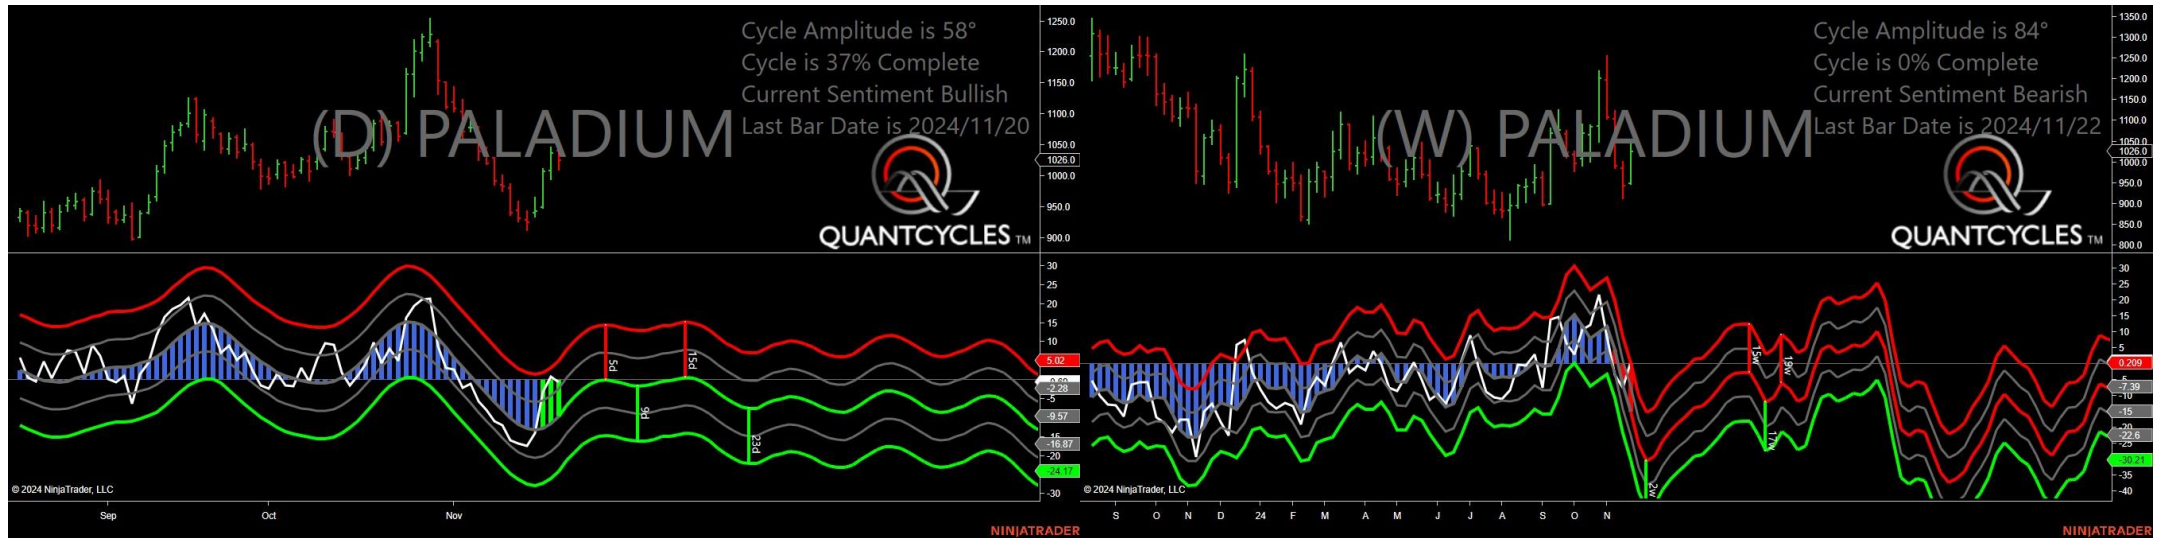 Cycle Amplitude is 58°
Cycle is 37% Complete
Current Sentiment Bullish
Last Bar Date is 2024/11/20
(D) PALADIUM
QUANTCYCLES TM
1250.0
1200.0
1150.0
1100.0
1050.0
1026.0
1000.0
950.0
900.0
30
25
20
15
10
5.02
-2.28
-5
-9.57
-16.87
-20
-24.17
-30
5d
9d
15d
23d
© 2024 NinjaTrader, LLC
Sep
Oct
Nov
NINJATRADER
Cycle Amplitude is 84°
Cycle is 0% Complete
Current Sentiment Bearish
Last Bar Date is 2024/11/22
(W) PALADIUM
QUANTCYCLES TM
1350.0
1300.0
1250.0
1200.0
1150.0
1100.0
1050.0
1026.0
1000.0
950.0
900.0
850.0
800.0
30
25
20
15
10
5
0.209
-7.39
-10
-15
-22.6
-30.21
-35
-40
2w
15w
17w
19w
© 2024 NinjaTrader, LLC
S O N D 24 F M A M J J A S O N
NINJATRADER